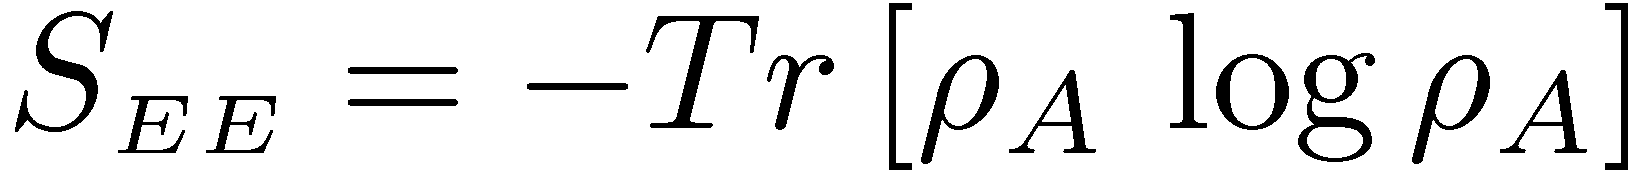 S_{EE} = -Tr [ρ_A log ρ_A]